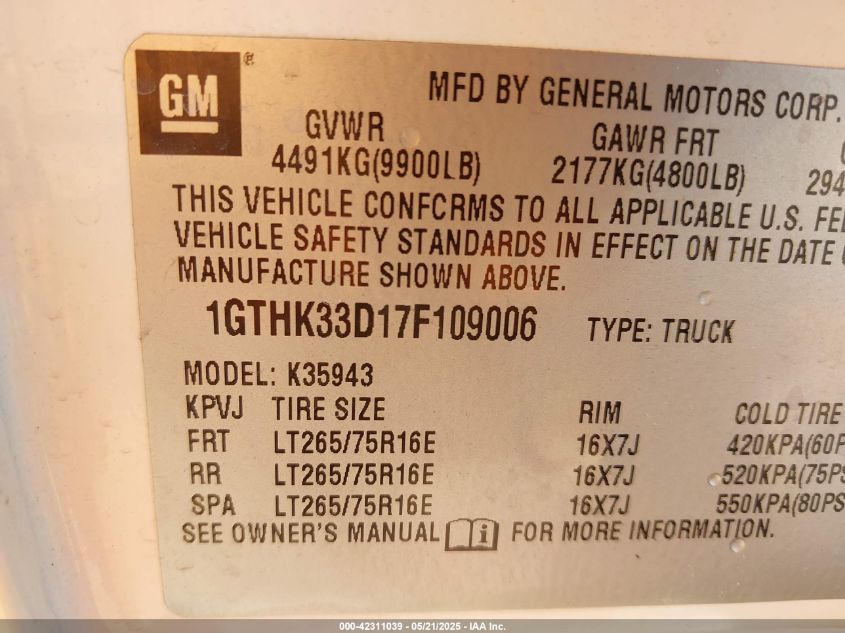 GM®
MFD BY GENERAL MOTORS CORP.
GVWR GAWR FRT
4491KG(9900LB) 2177KG(4800LB) 294
THIS VEHICLE CONFCRMS TO ALL APPLICABLE U.S. FE
VEHICLE SAFETY STANDARDS IN EFFECT ON THE DATE
MANUFACTURE SHOWN ABOVE.
1GTHK33D17F109006 TYPE: TRUCK
MODEL: K35943
KPVJ TIRE SIZE RIM COLD TIRE
FRT LT265/75R16E 16X7J 420KPA(60P
RR LT265/75R16E 16X7J 520KPA(75PS
SPA LT265/75R16E 16X7J 550KPA(80PS
SEE OWNER'S MANUAL i FOR MORE INFORMATION.
000-42311039 - 05/21/2025 - IAA Inc.